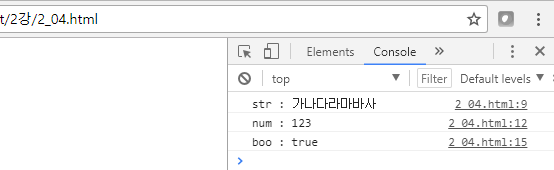 t/2강/2_04.html
Elements Console »
top Filter Default levels
str : 가나다라마바사 2_04.html:9
num : 123 2_04.html:12
boo : true 2_04.html:15